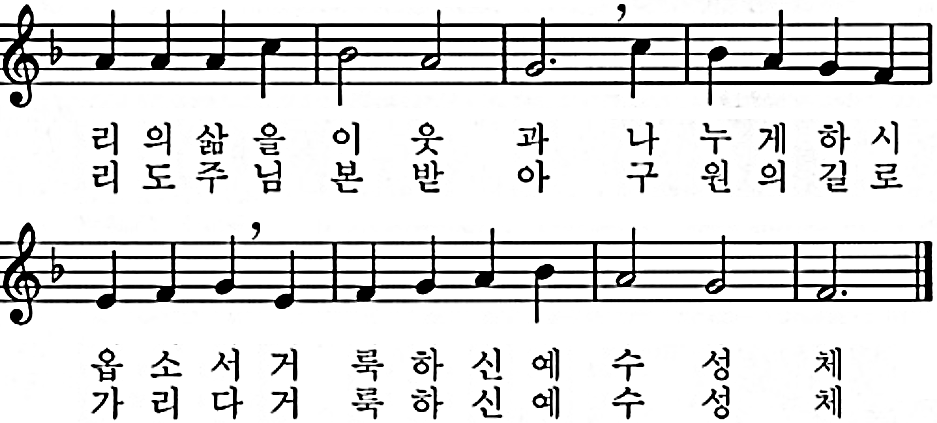 리 의 삶 을 이 웃 과 나 누 게 하 시
리 도 주 님 본 받 아 구 원 의 길 로
옵 소 서 거 룩 하 신 예 수 성 체
가 리 다 거 룩 하 신 예 수 성 체